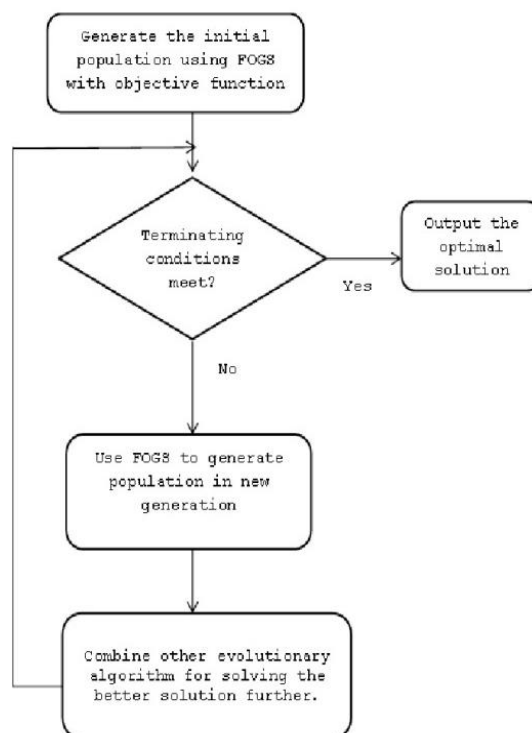 Generate the initial
population using FOGS
with objective function
Terminating
conditions
meet?
Yes
Output the
optimal
solution
No
Use FOGS to generate
population in new
generation
Combine other evolutionary
algorithm for solving the
better solution further.